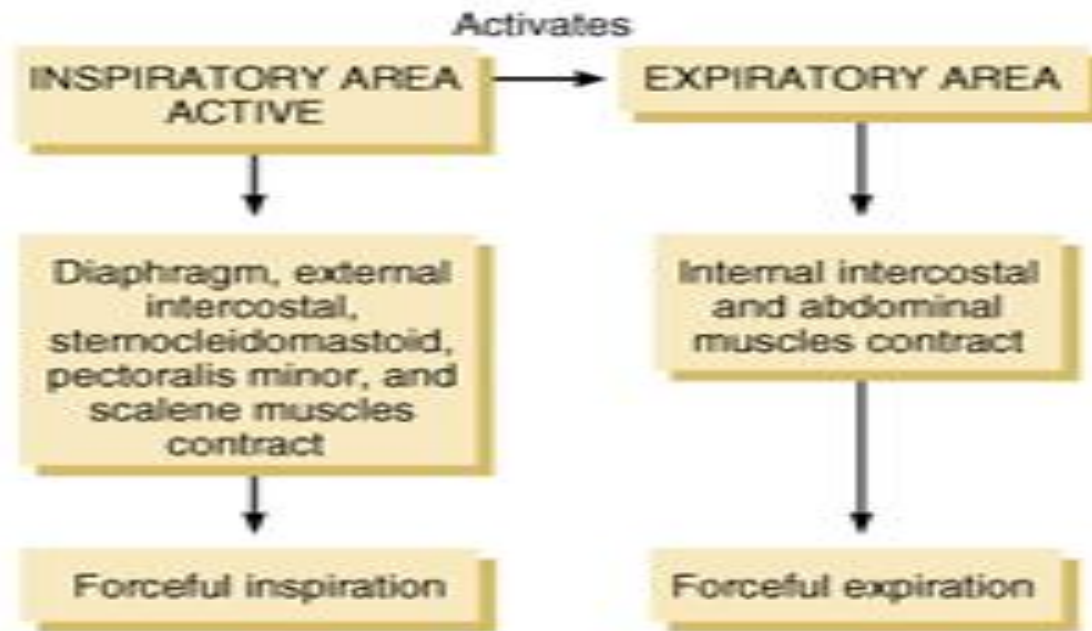 Activates
INSPIRATORY AREA
ACTIVE
EXPIRATORY AREA
Diaphragm, external
intercostal,
sternocleidomastoid,
pectoralis minor, and
scalene muscles
contract
Internal intercostal
and abdominal
muscles contract
Forceful inspiration
Forceful expiration